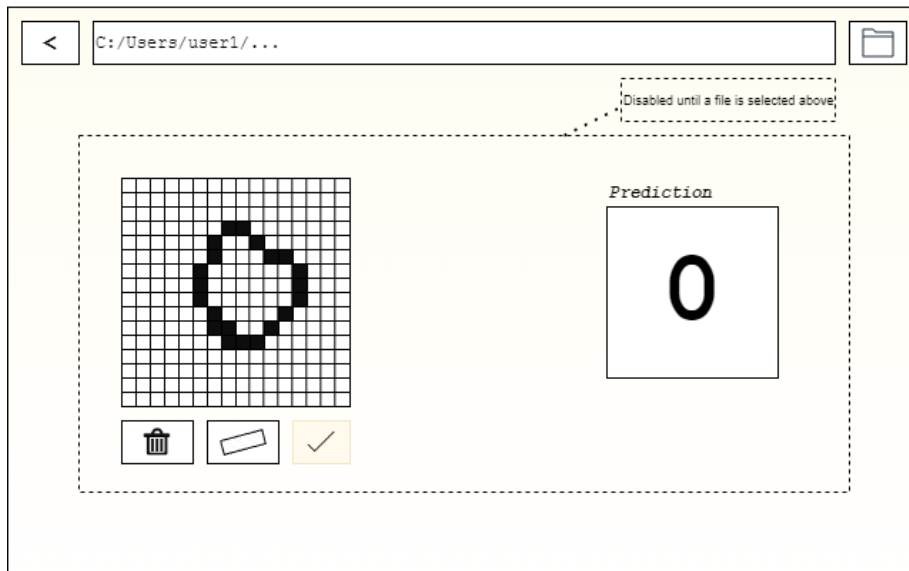 <
C:/Users/user1/...
Disabled until a file is selected above
Prediction
0